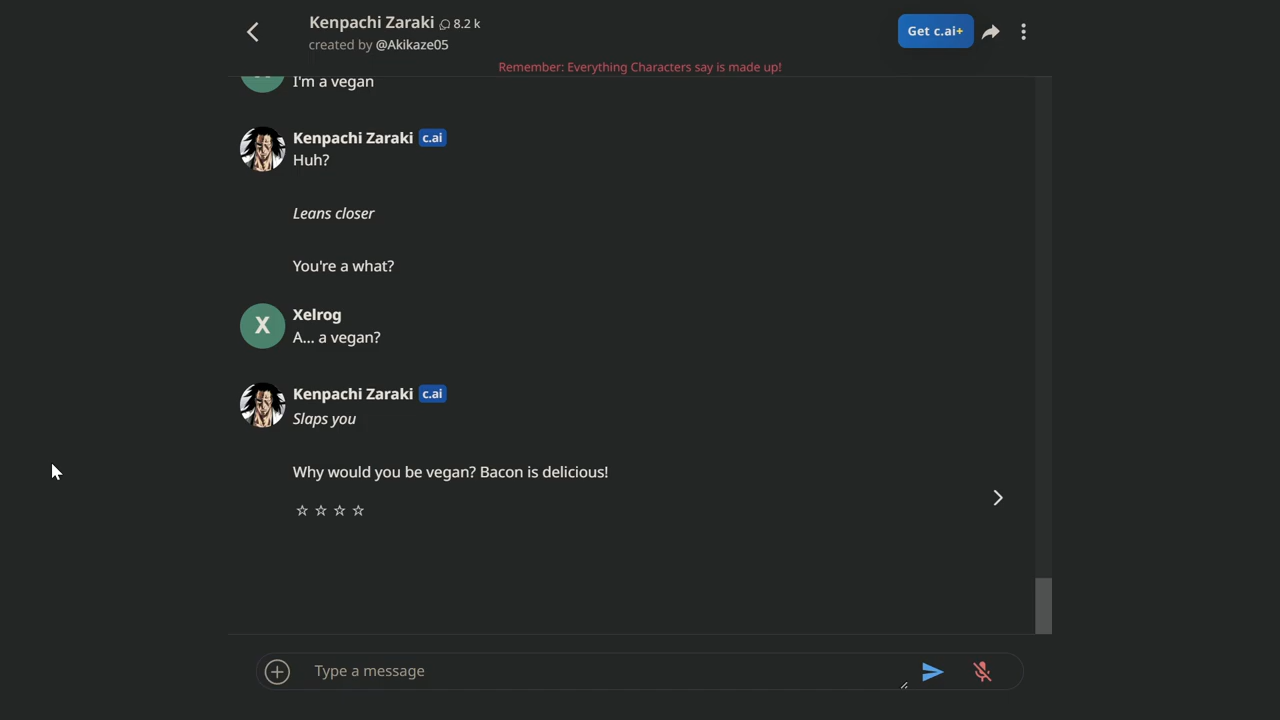 Kenpachi Zaraki 8.2 k
created by @Akikaze05
Get c.ai+
Remember: Everything Characters say is made up!
I'm a vegan
Kenpachi Zaraki c.ai
Huh?
Leans closer
You're a what?
X
Xelrog
A... a vegan?
Kenpachi Zaraki c.ai
Slaps you
Why would you be vegan? Bacon is delicious!
Type a message